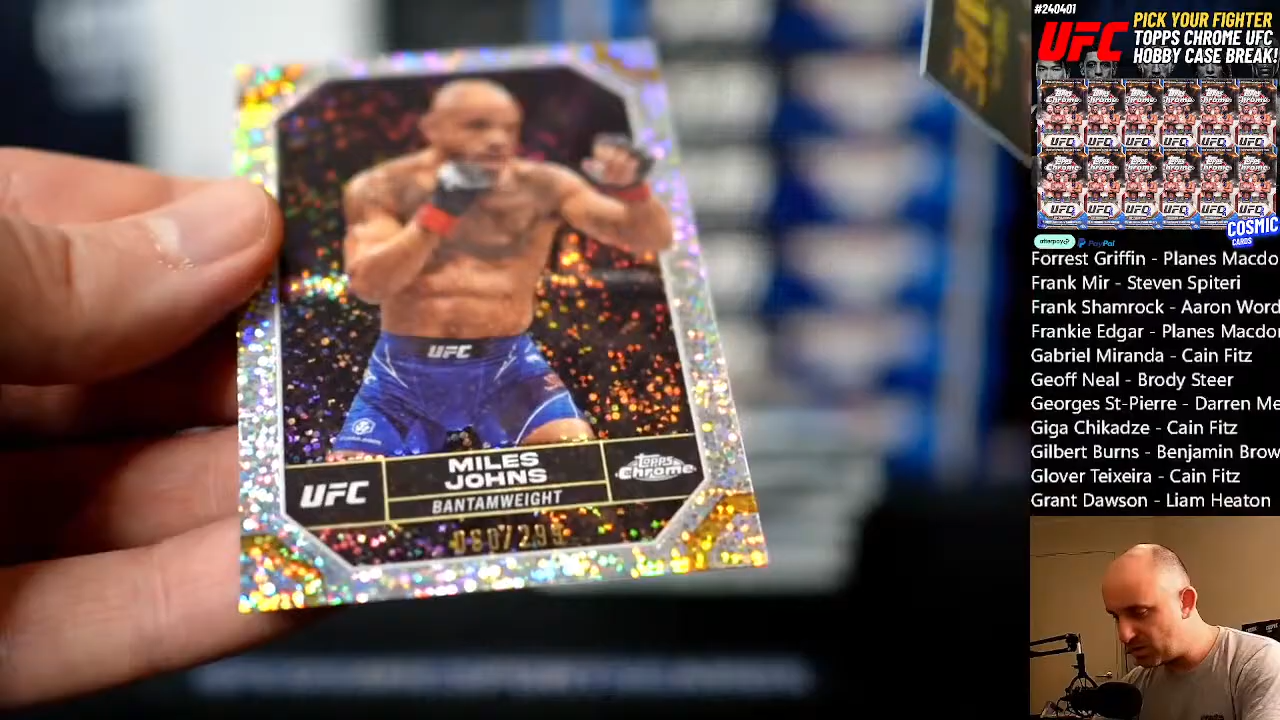 MILES
JOHNS
BANTAMWEIGHT
UFC
TOPPS
Chrome
UFC
#240401
UFC
PICK YOUR FIGHTER
TOPPS CHROME UFC
HOBBY CASE BREAK!
COSMIC
CARDS
afterpay
PayPal
Forrest Griffin - Planes Macdo
Frank Mir - Steven Spiteri
Frank Shamrock - Aaron Word
Frankie Edgar - Planes Macdon
Gabriel Miranda - Cain Fitz
Geoff Neal - Brody Steer
Georges St-Pierre - Darren Me
Giga Chikadze - Cain Fitz
Gilbert Burns - Benjamin Brow
Glover Teixeira - Cain Fitz
Grant Dawson - Liam Heaton